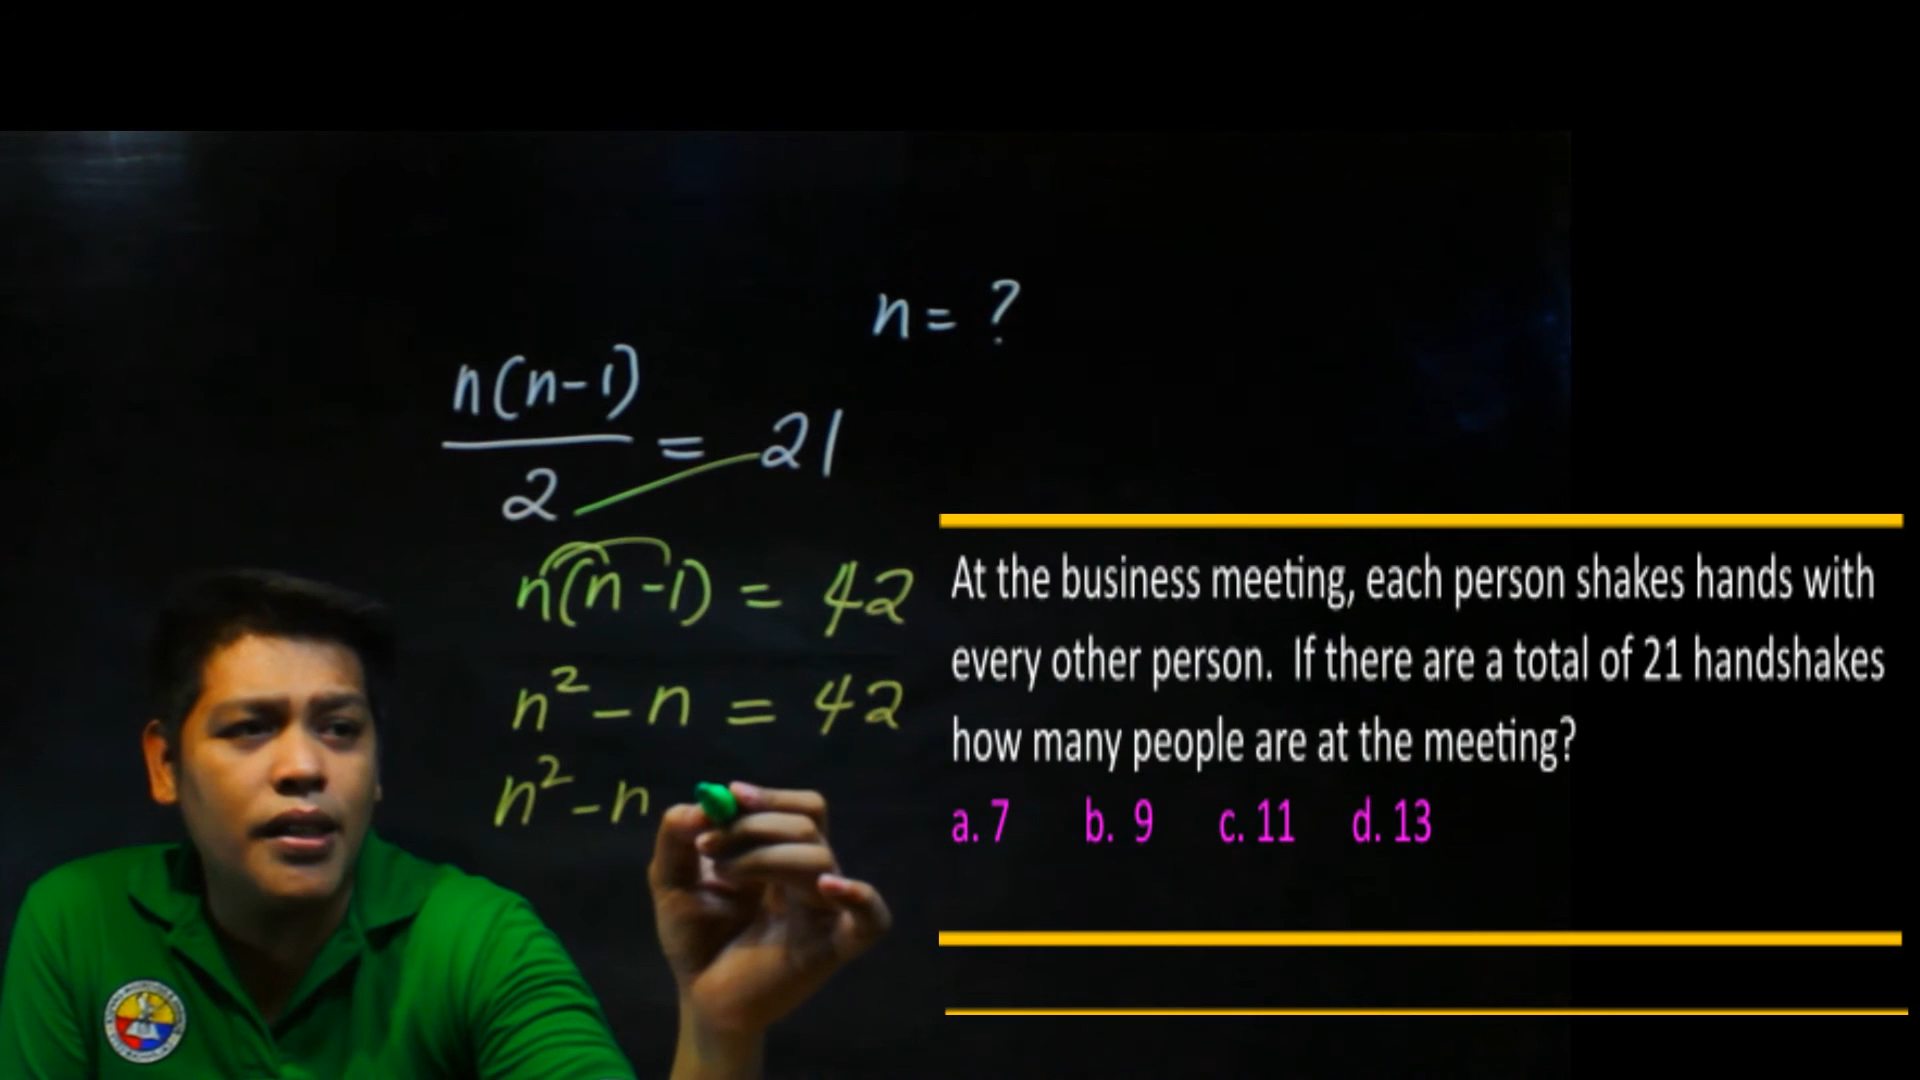 n = ?
n(n-1)
2
= 21
n(n-1) = 42
n² - n = 42
n² - n
At the business meeting, each person shakes hands with
every other person. If there are a total of 21 handshakes
how many people are at the meeting?
a. 7 b. 9 c. 11 d. 13